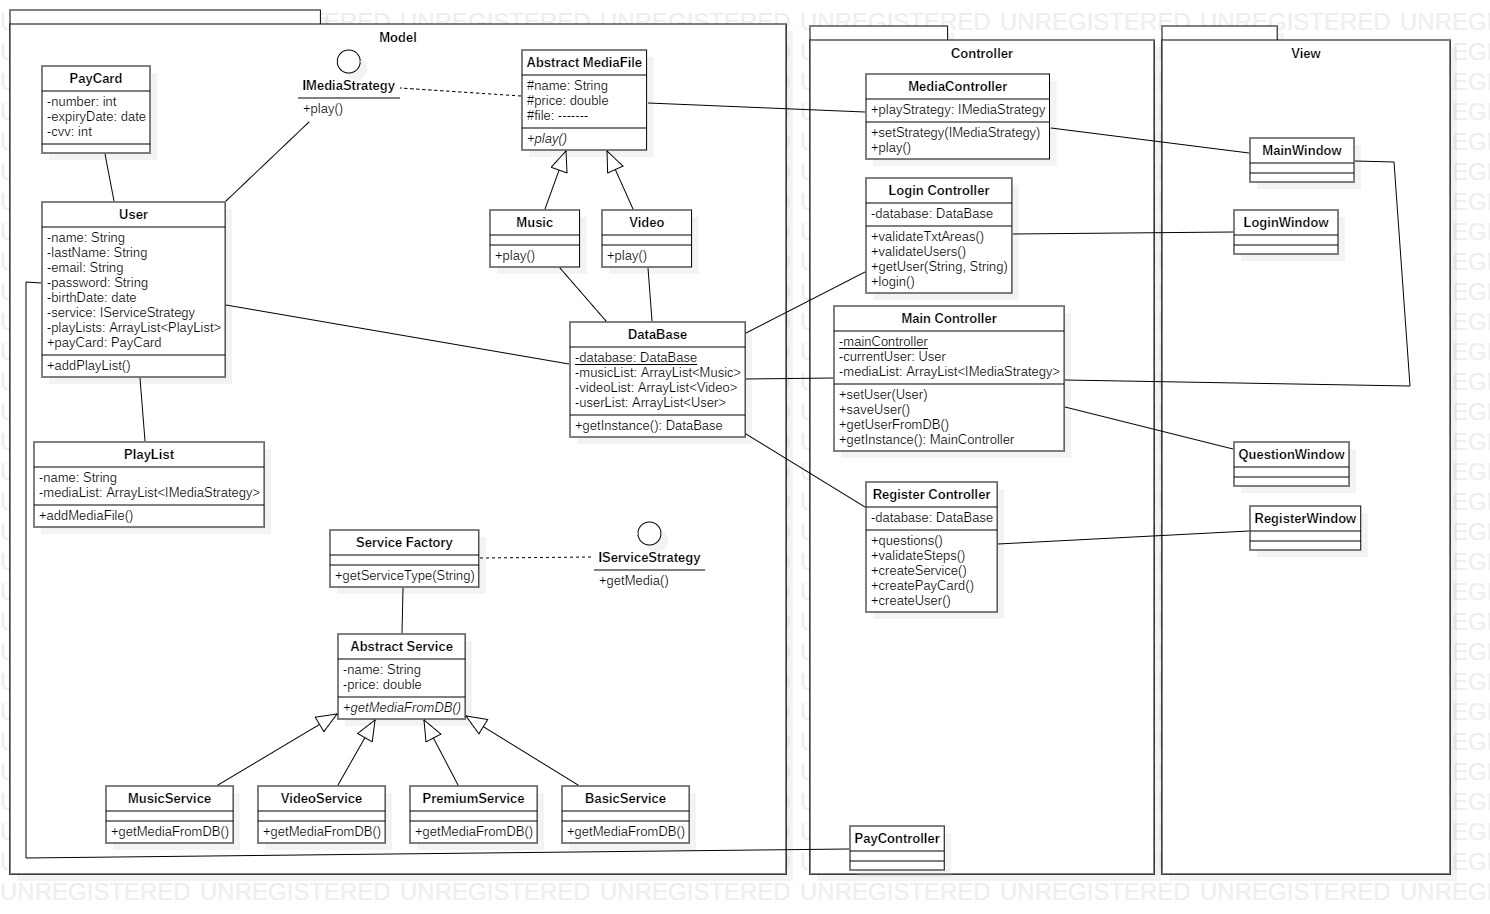 Model
PayCard
-number: int
-expiryDate: date
-cvv: int
IMediaStrategy
+play()
Abstract MediaFile
#name: String
#price: double
#file: -------
+play()
User
-name: String
-lastName: String
-email: String
-password: String
-birthDate: date
-service: IServiceStrategy
-playLists: ArrayList<PlayList>
+payCard: PayCard
+addPlayList()
Music
+play()
Video
+play()
DataBase
-database: DataBase
-musicList: ArrayList<Music>
-videoList: ArrayList<Video>
-userList: ArrayList<User>
+getInstance(): DataBase
PlayList
-name: String
-mediaList: ArrayList<IMediaStrategy>
+addMediaFile()
Service Factory
+getServiceType(String)
IServiceStrategy
+getMedia()
Abstract Service
-name: String
-price: double
+getMediaFromDB()
MusicService
+getMediaFromDB()
VideoService
+getMediaFromDB()
PremiumService
+getMediaFromDB()
BasicService
+getMediaFromDB()
Controller
MediaController
+playStrategy: IMediaStrategy
+setStrategy(IMediaStrategy)
+play()
Login Controller
-database: DataBase
+validateTxtAreas()
+validateUsers()
+getUser(String, String)
+login()
Main Controller
-mainController
-currentUser: User
-mediaList: ArrayList<IMediaStrategy>
+setUser(User)
+saveUser()
+getUserFromDB()
+getInstance(): MainController
Register Controller
-database: DataBase
+questions()
+validateSteps()
+createService()
+createPayCard()
+createUser()
PayController
View
MainWindow
LoginWindow
QuestionWindow
RegisterWindow
UNREGISTERED UNREGISTERED UNREGISTERED UNREGISTERED UNREGISTERED UNREGISTERED UNREGISTERED